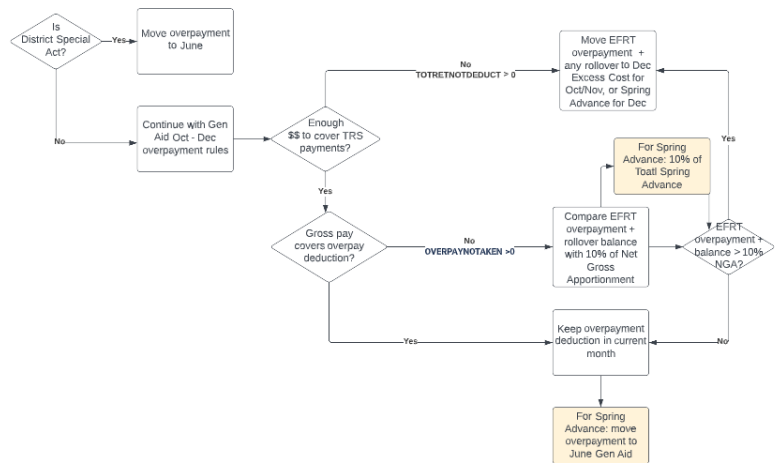 Is
District Special
Act?
Yes
Move overpayment
to June
No
Continue with Gen
Aid Oct - Dec
overpayment rules
Enough
$$ to cover TRS
payments?
No
TOTRETNOTDEDUCT > 0
Move EFRT
overpayment +
any rollover to Dec
Excess Cost for
Oct/Nov, or Spring
Advance for Dec
Yes
For Spring
Advance: 10% of
Toatl Spring
Advance
Yes
Gross pay
covers overpay
deduction?
No
OVERPAYNOTAKEN >0
Compare EFRT
overpayment +
rollover balance
with 10% of Net
Gross
Apportionment
EFRT
overpayment +
balance > 10%
NGA?
Yes
Keep overpayment
deduction in current
month
No
For Spring
Advance: move
overpayment to
June Gen Aid